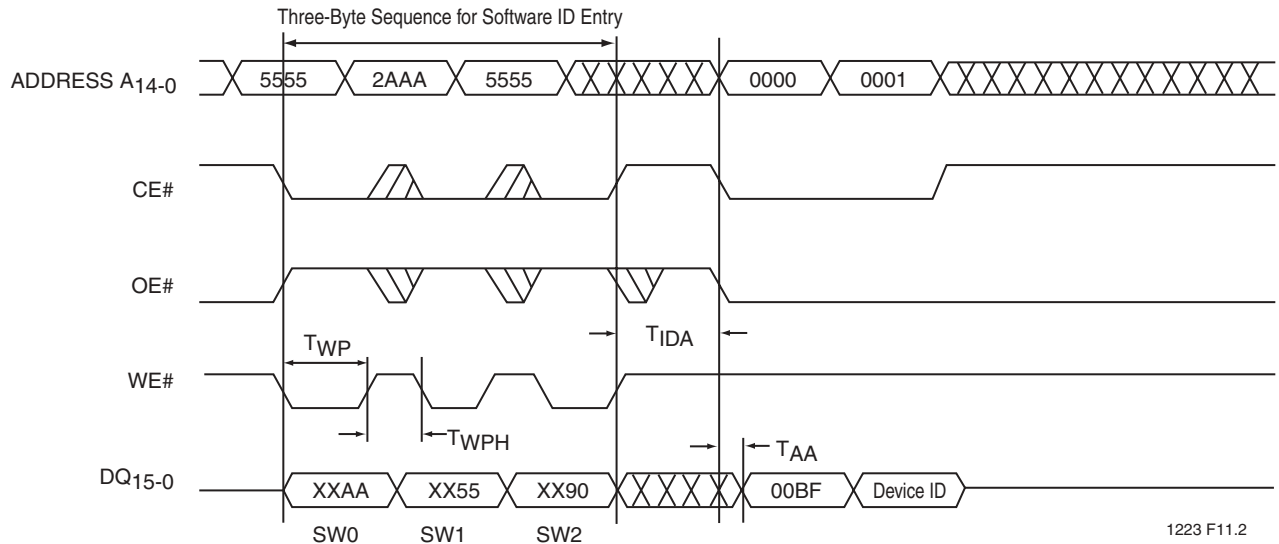 Three-Byte Sequence for Software ID Entry
ADDRESS A14-0
5555 2AAA 5555 0000 0001
CE#
OE#
TWP
TIDA
WE#
TWPH
TAA
DQ15-0
XXAA XX55 XX90 00BF Device ID
SW0 SW1 SW2
1223 F11.2